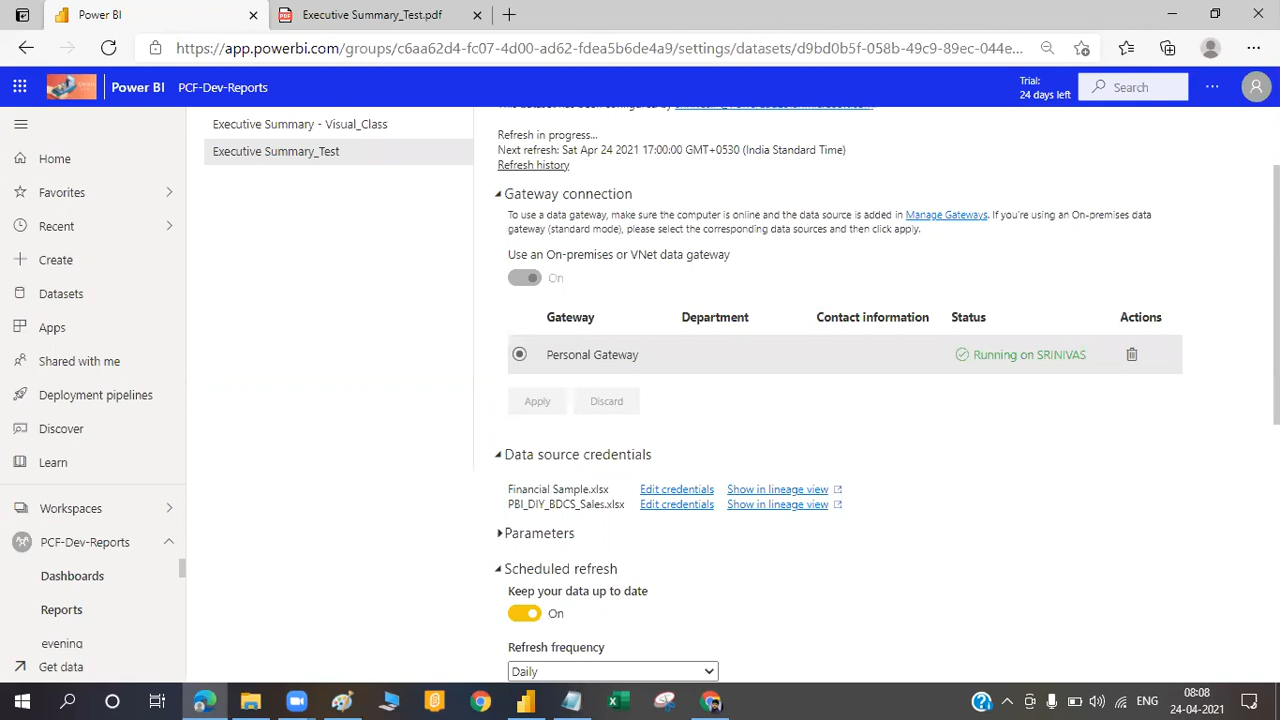 Power BI
Executive Summary_Test.pdf
https://app.powerbi.com/groups/c6aa62d4-fc07-4d00-ad62-fdea5b6de4a9/settings/datasets/d9bd0b5f-058b-49c9-89ec-044e...
Power BI PCF-Dev-Reports
Trial:
24 days left
Search
Home
Favorites
Recent
Create
Datasets
Apps
Shared with me
Deployment pipelines
Discover
Learn
Workspaces
PCF-Dev-Reports
Dashboards
Reports
evening
Get data
Executive Summary - Visual_Class
Executive Summary_Test
Refresh in progress...
Next refresh: Sat Apr 24 2021 17:00:00 GMT+0530 (India Standard Time)
Refresh history
Gateway connection
To use a data gateway, make sure the computer is online and the data source is added in Manage Gateways. If you're using an On-premises data
gateway (standard mode), please select the corresponding data sources and then click apply.
Use an On-premises or VNet data gateway
On
Gateway Department Contact information Status Actions
Personal Gateway Running on SRINIVAS
Apply Discard
Data source credentials
Financial Sample.xlsx Edit credentials Show in lineage view
PBI_DIY_BDCS_Sales.xlsx Edit credentials Show in lineage view
Parameters
Scheduled refresh
Keep your data up to date
On
Refresh frequency
Daily
ENG
08:08
24-04-2021